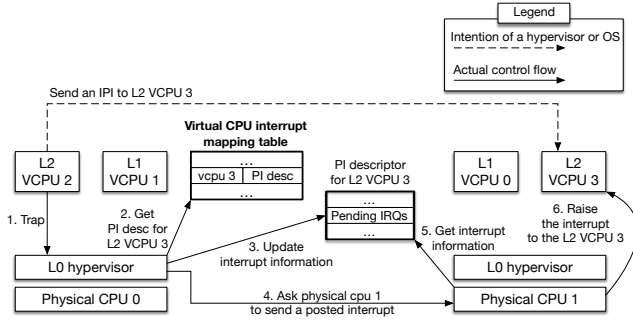 Legend
Intention of a hypervisor or OS
Actual control flow
Send an IPI to L2 VCPU 3
Virtual CPU interrupt
mapping table
...
vcpu 3 PI desc
...
PI descriptor
for L2 VCPU 3
...
Pending IRQs
...
L2
VCPU 2
L1
VCPU 1
L1
VCPU 0
L2
VCPU 3
1. Trap
2. Get
PI desc for
L2 VCPU 3
3. Update
interrupt information
5. Get interrupt
information
6. Raise
the interrupt
to the L2 VCPU 3
L0 hypervisor
Physical CPU 0
4. Ask physical cpu 1
to send a posted interrupt
L0 hypervisor
Physical CPU 1